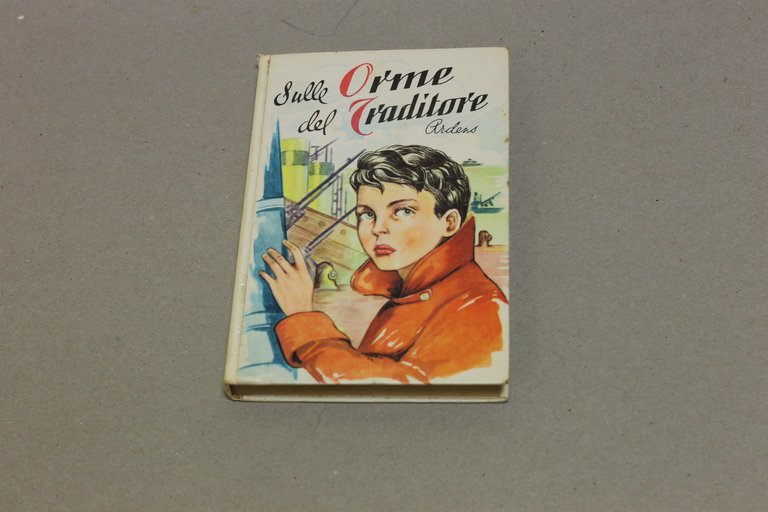 Sulle Orme
del Traditore
Ardens